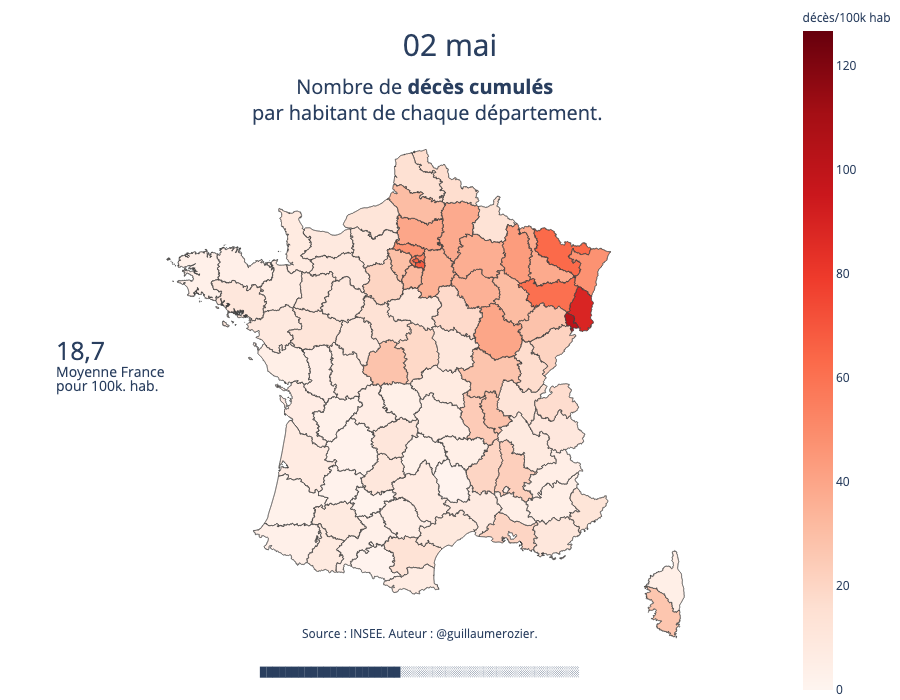 02 mai
Nombre de décès cumulés
par habitant de chaque département.
décès/100k hab
120
100
80
60
40
20
0
18,7
Moyenne France
pour 100k. hab.
Source : INSEE. Auteur : @guillaumerozier.